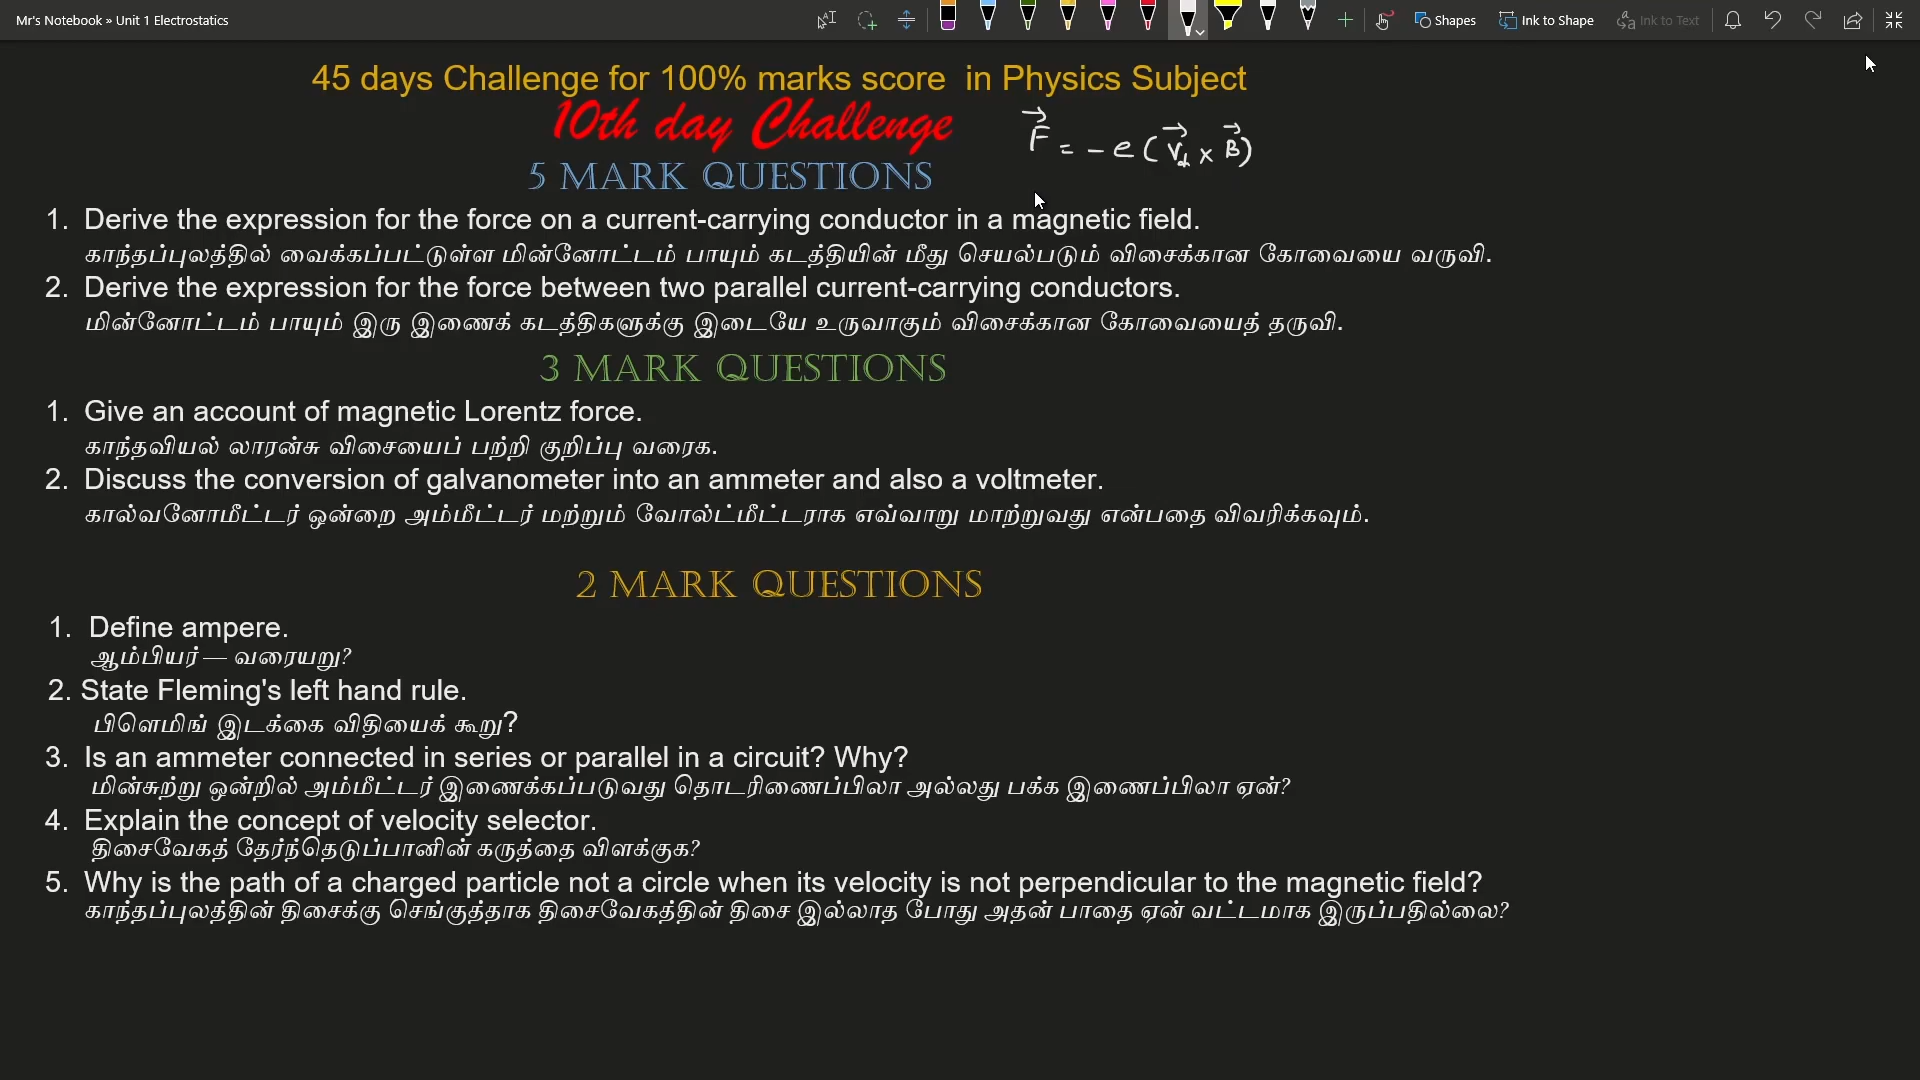 Mr's Notebook » Unit 1 Electrostatics
Shapes
Ink to Shape
Ink to Text
45 days Challenge for 100% marks score in Physics Subject
10th day Challenge
F⃗ = - e (V⃗d × B⃗)
5 MARK QUESTIONS
1. Derive the expression for the force on a current-carrying conductor in a magnetic field.
காந்தப்புலத்தில் வைக்கப்பட்டுள்ள மின்னோட்டம் பாயும் கடத்தியின் மீது செயல்படும் விசைக்கான கோவையை வருவி.
2. Derive the expression for the force between two parallel current-carrying conductors.
மின்னோட்டம் பாயும் இரு இணைக் கடத்திகளுக்கு இடையே உருவாகும் விசைக்கான கோவையைத் தருவி.
3 MARK QUESTIONS
1. Give an account of magnetic Lorentz force.
காந்தவியல் லாரன்சு விசையைப் பற்றி குறிப்பு வரைக.
2. Discuss the conversion of galvanometer into an ammeter and also a voltmeter.
கால்வனோமீட்டர் ஒன்றை அம்மீட்டர் மற்றும் வோல்ட்மீட்டராக எவ்வாறு மாற்றுவது என்பதை விவரிக்கவும்.
2 MARK QUESTIONS
1. Define ampere.
ஆம்பியர் — வரையறு?
2. State Fleming's left hand rule.
பிளெமிங் இடக்கை விதியைக் கூறு?
3. Is an ammeter connected in series or parallel in a circuit? Why?
மின்சுற்று ஒன்றில் அம்மீட்டர் இணைக்கப்படுவது தொடரிணைப்பிலா அல்லது பக்க இணைப்பிலா ஏன்?
4. Explain the concept of velocity selector.
திசைவேகத் தேர்ந்தெடுப்பானின் கருத்தை விளக்குக?
5. Why is the path of a charged particle not a circle when its velocity is not perpendicular to the magnetic field?
காந்தப்புலத்தின் திசைக்கு செங்குத்தாக திசைவேகத்தின் திசை இல்லாத போது அதன் பாதை ஏன் வட்டமாக இருப்பதில்லை?